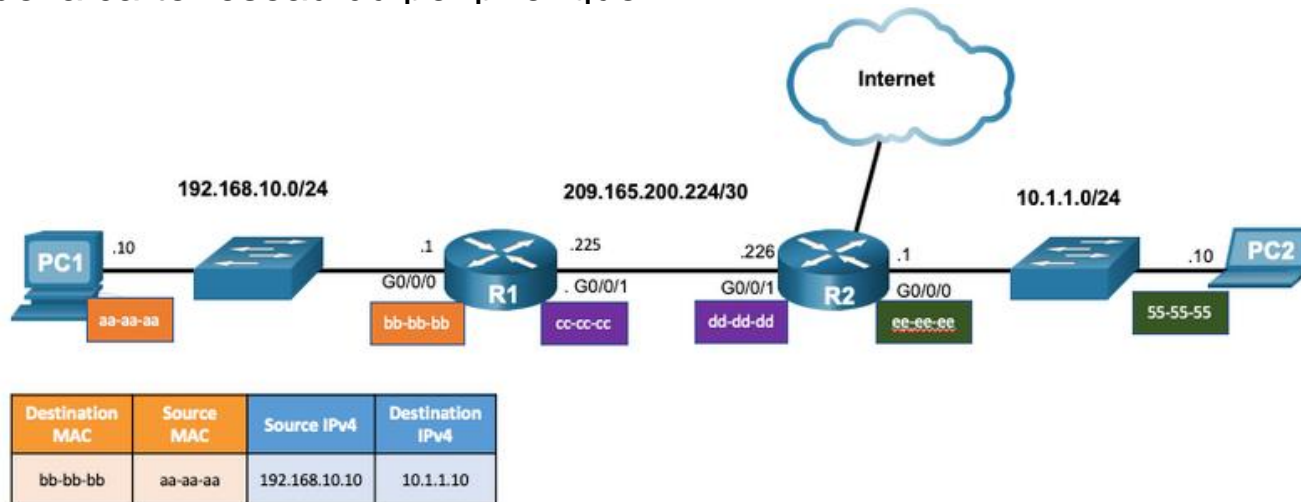 Internet
192.168.10.0/24
209.165.200.224/30
10.1.1.0/24
PC1
.10
.1
G0/0/0
R1
.225
. G0/0/1
.226
G0/0/1
R2
.1
G0/0/0
.10
PC2
aa-aa-aa
bb-bb-bb
cc-cc-cc
dd-dd-dd
ee-ee-ee
55-55-55
Destination MAC Source MAC Source IPv4 Destination IPv4
bb-bb-bb aa-aa-aa 192.168.10.10 10.1.1.10